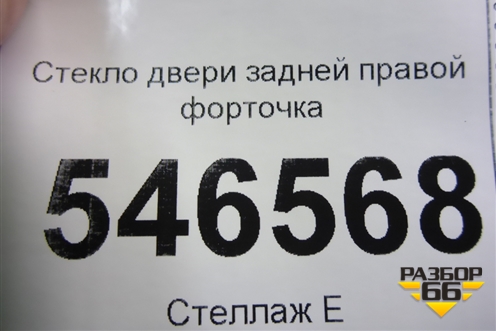 Стекло двери задней правой
форточка
546568
РАЗБОР
66
Стеллаж Е